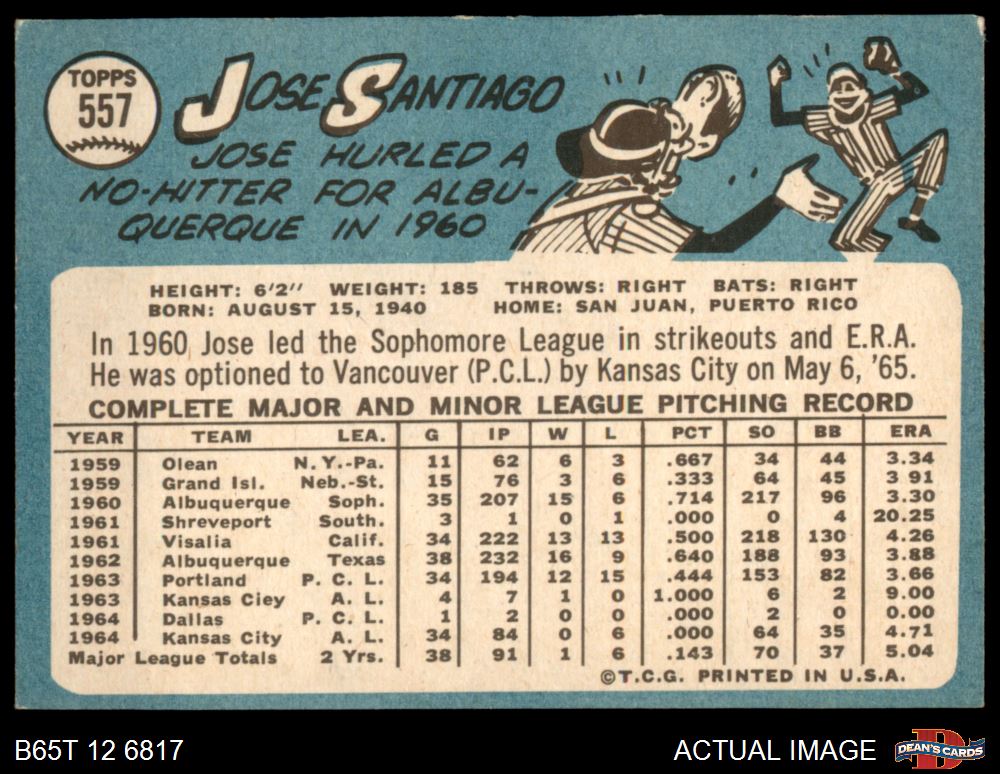 TOPPS
557
JOSE SANTIAGO
JOSE HURLED A
NO-HITTER FOR ALBU-
QUERQUE IN 1960
HEIGHT: 6'2" WEIGHT: 185 THROWS: RIGHT BATS: RIGHT
BORN: AUGUST 15, 1940 HOME: SAN JUAN, PUERTO RICO
In 1960 Jose led the Sophomore League in strikeouts and E.R.A.
He was optioned to Vancouver (P.C.L.) by Kansas City on May 6, '65.
COMPLETE MAJOR AND MINOR LEAGUE PITCHING RECORD
YEAR TEAM LEA. G IP W L PCT SO BB ERA
1959 Olean N.Y.-Pa. 11 62 6 3 .667 34 44 3.34
1959 Grand Isl. Neb.-St. 15 76 3 6 .333 64 45 3 91
1960 Albuquerque Soph. 35 207 15 6 .714 217 96 3.30
1961 Shreveport South. 3 1 0 1 .000 0 4 20.25
1961 Visalia Calif. 34 222 13 13 .500 218 130 4.26
1962 Albuquerque Texas 38 232 16 9 .640 188 93 3.88
1963 Portland P. C. L. 34 194 12 15 .444 153 82 3.66
1963 Kansas Ciey A. L. 4 7 1 0 1.000 6 2 9.00
1964 Dallas P. C. L. 1 2 0 0 .000 2 0 0.00
1964 Kansas City A. L. 34 84 0 6 .000 64 35 4.71
Major League Totals 2 Yrs. 38 91 1 6 .143 70 37 5.04
©T.C.G. PRINTED IN U.S.A.
B65T 12 6817 ACTUAL IMAGE DEAN'S CARDS